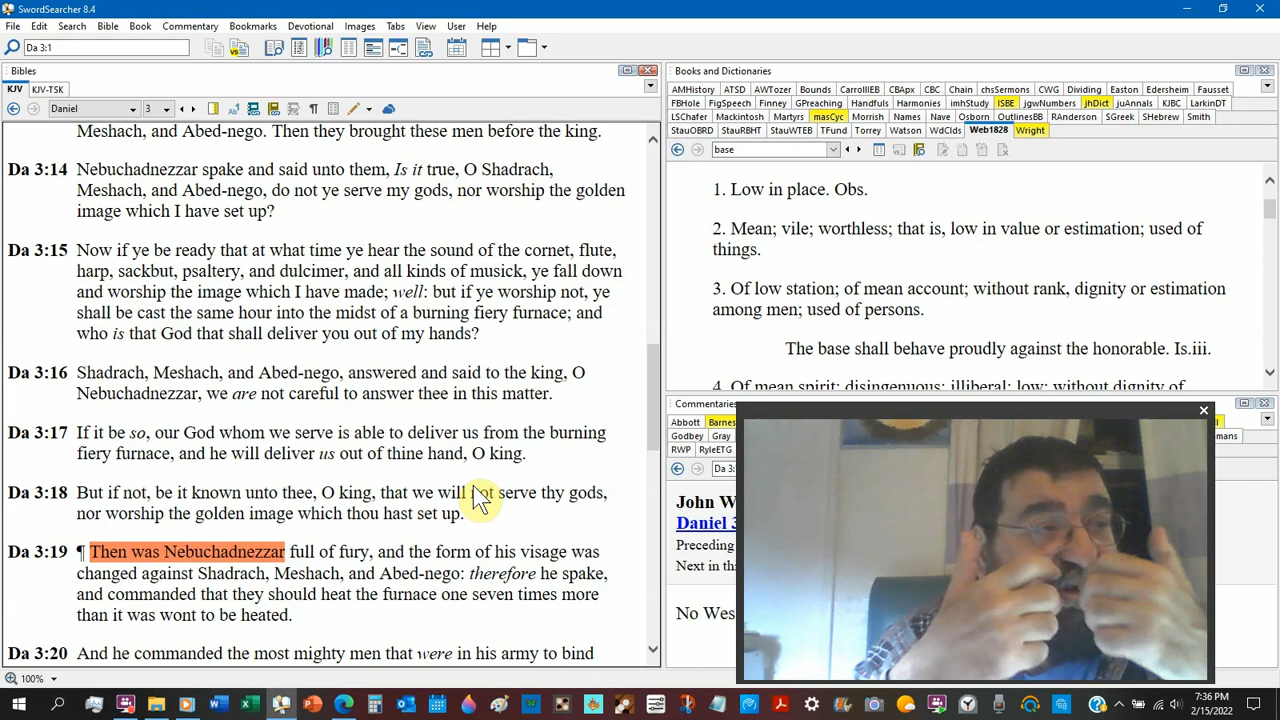 SwordSearcher 8.4
File Edit Search Bible Book Commentary Bookmarks Devotional Images Tabs View User Help
Da 3:1
Bibles
KJV KJV-TSK
Daniel 3
Meshach, and Abed-nego. Then they brought these men before the king.
Da 3:14 Nebuchadnezzar spake and said unto them, Is it true, O Shadrach,
Meshach, and Abed-nego, do not ye serve my gods, nor worship the golden
image which I have set up?
Da 3:15 Now if ye be ready that at what time ye hear the sound of the cornet, flute,
harp, sackbut, psaltery, and dulcimer, and all kinds of musick, ye fall down
and worship the image which I have made; well: but if ye worship not, ye
shall be cast the same hour into the midst of a burning fiery furnace; and
who is that God that shall deliver you out of my hands?
Da 3:16 Shadrach, Meshach, and Abed-nego, answered and said to the king, O
Nebuchadnezzar, we are not careful to answer thee in this matter.
Da 3:17 If it be so, our God whom we serve is able to deliver us from the burning
fiery furnace, and he will deliver us out of thine hand, O king.
Da 3:18 But if not, be it known unto thee, O king, that we will not serve thy gods,
nor worship the golden image which thou hast set up.
Da 3:19 ¶ Then was Nebuchadnezzar full of fury, and the form of his visage was
changed against Shadrach, Meshach, and Abed-nego: therefore he spake,
and commanded that they should heat the furnace one seven times more
than it was wont to be heated.
Da 3:20 And he commanded the most mighty men that were in his army to bind
100%
Books and Dictionaries
AMHistory ATSD AWTozer Bounds CarrollEB CBApx CBC Chain chsSermons CWG Dividing Easton Edersheim Fausset
FBHole FigSpeech Finney GPreaching Handfuls Harmonies imhStudy ISBE jgwNumbers jhDict juAnnals KJBC LarkinDT
LSChafer Mackintosh Martyrs masCyc Morrish Names Nave Osborn OutlinesBB RAnderson SGreek SHebrew Smith
StauOBRD StauRBHT StauWTEB TFund Torrey Watson WdClds Web1828 Wright
base
1. Low in place. Obs.
2. Mean; vile; worthless; that is, low in value or estimation; used of
things.
3. Of low station; of mean account; without rank, dignity or estimation
among men; used of persons.
The base shall behave proudly against the honorable. Is.iii.
4. Of mean spirit; disingenuous; illiberal; low; without dignity of
Commentaries
Abbott Barnes
Godbey Gray
RWP RyleETG
Da 3:
John W
Daniel 3
Preceding
Next in th
No Wes
7:36 PM
2/15/2022